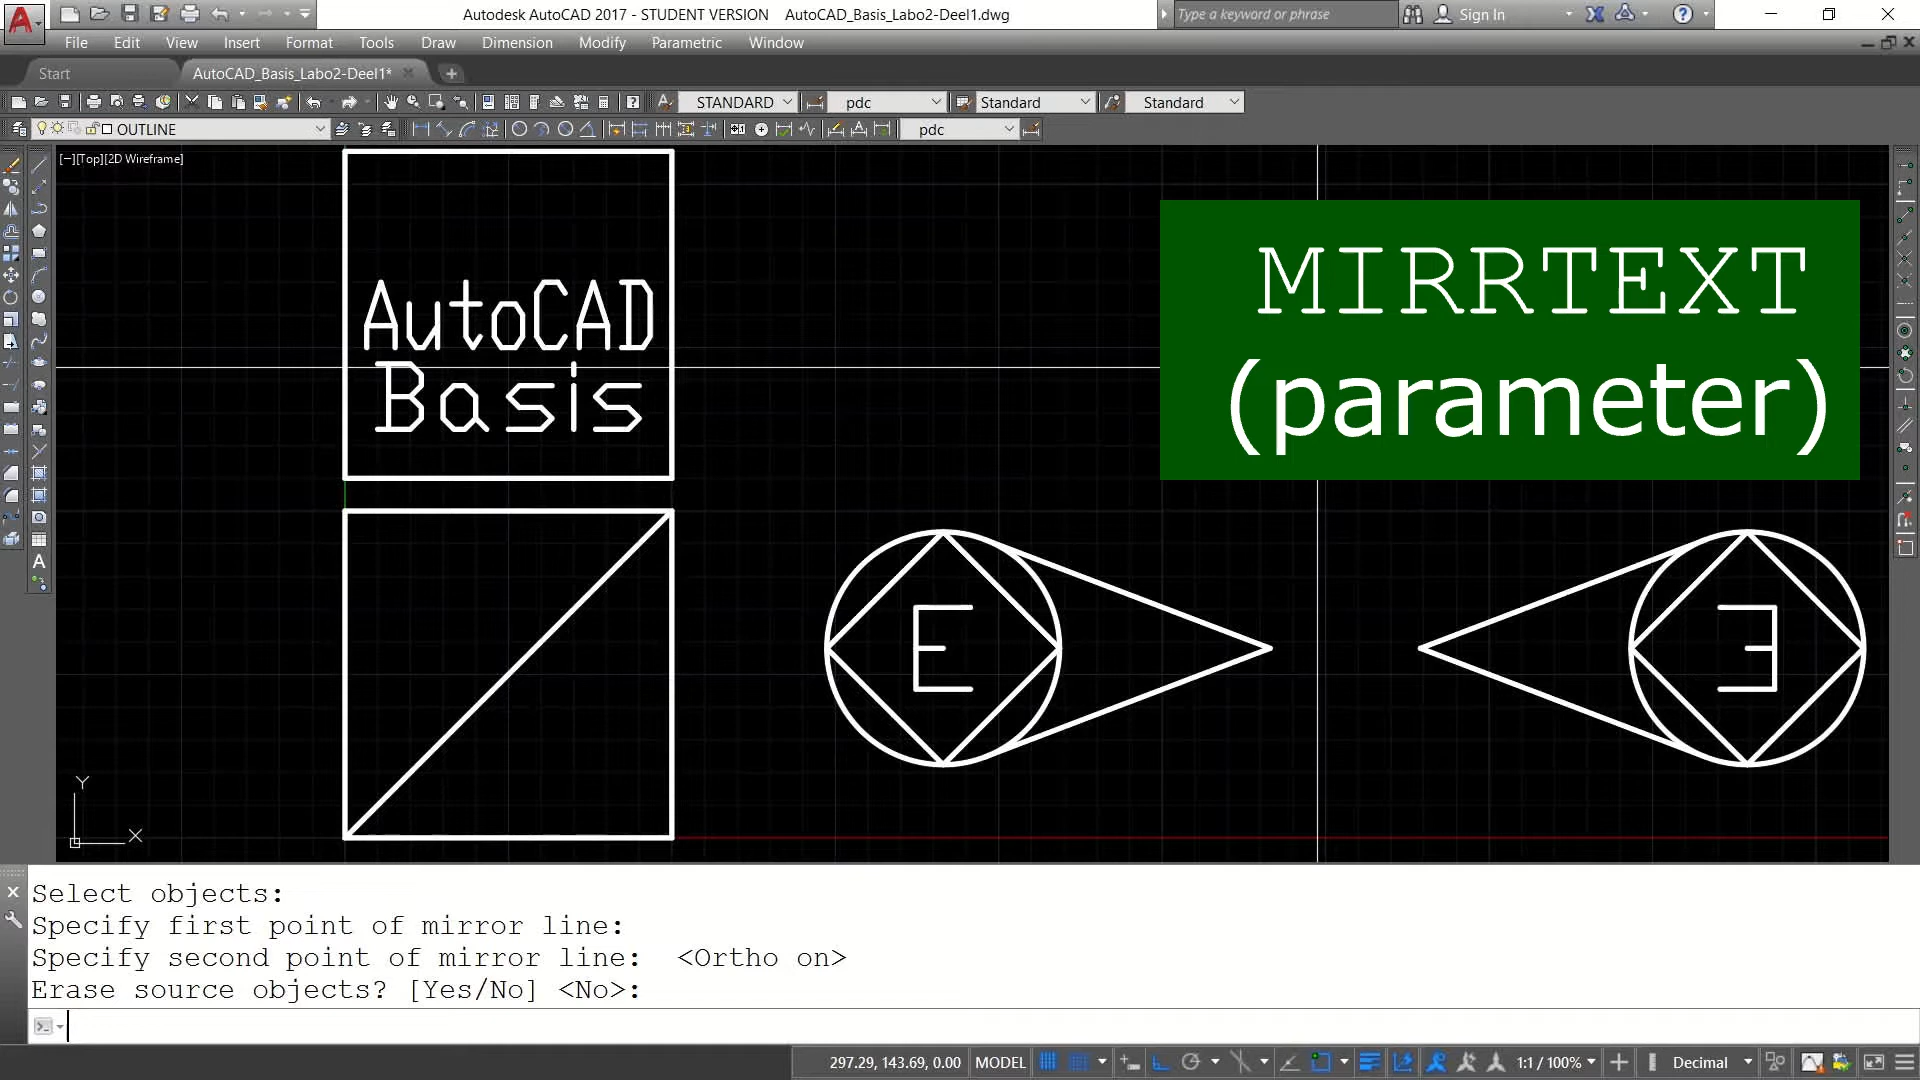 Autodesk AutoCAD 2017 - STUDENT VERSION AutoCAD_Basis_Labo2-Deel1.dwg
Type a keyword or phrase
Sign In
File Edit View Insert Format Tools Draw Dimension Modify Parametric Window
Start
AutoCAD_Basis_Labo2-Deel1*
STANDARD
pdc
Standard
Standard
OUTLINE
pdc
[−][Top][2D Wireframe]
AutoCAD
Basis
MIRRTEXT
(parameter)
E
E
Y
X
Select objects:
Specify first point of mirror line:
Specify second point of mirror line: <Ortho on>
Erase source objects? [Yes/No] <No>:
297.29, 143.69, 0.00 MODEL 1:1 / 100% Decimal